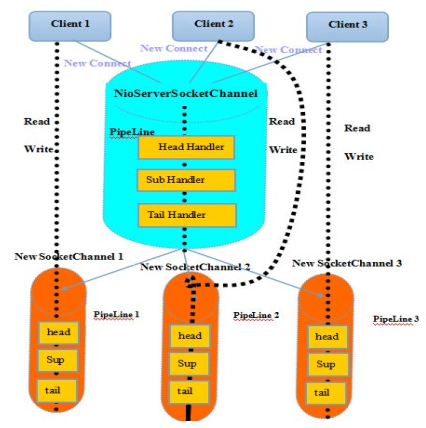 Client 1
Client 2
Client 3
New Connect
New Connect
New Connect
NioServerSocketChannel
Read
Write
PipeLine
Read
Write
Read
Write
Head Handler
Sub Handler
Tail Handler
New SocketChannel 1
New SocketChannel 2
New SocketChannel 3
PipeLine 1
PipeLine 2
PipeLine 3
head
Sup
tail
head
Sup
tail
head
Sup
tail